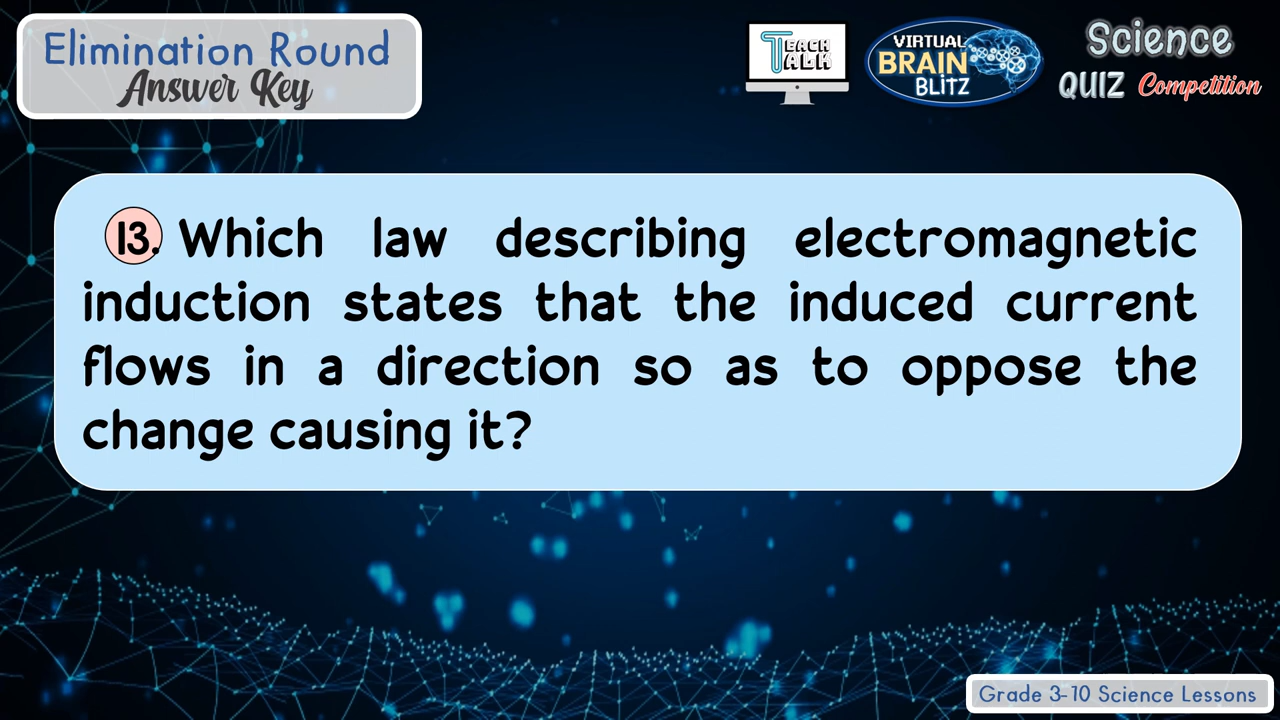 Elimination Round
Answer Key
TEACH
TALK
VIRTUAL
BRAIN
BLITZ
Science
QUIZ Competition
13. Which law describing electromagnetic
induction states that the induced current
flows in a direction so as to oppose the
change causing it?
Grade 3-10 Science Lessons